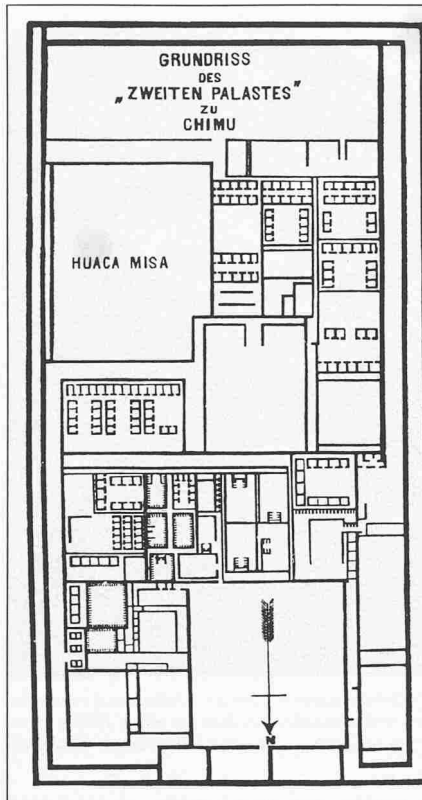 GRUNDRISS
DES
„ZWEITEN PALASTES"
ZU
CHIMU
HUACA MISA
N